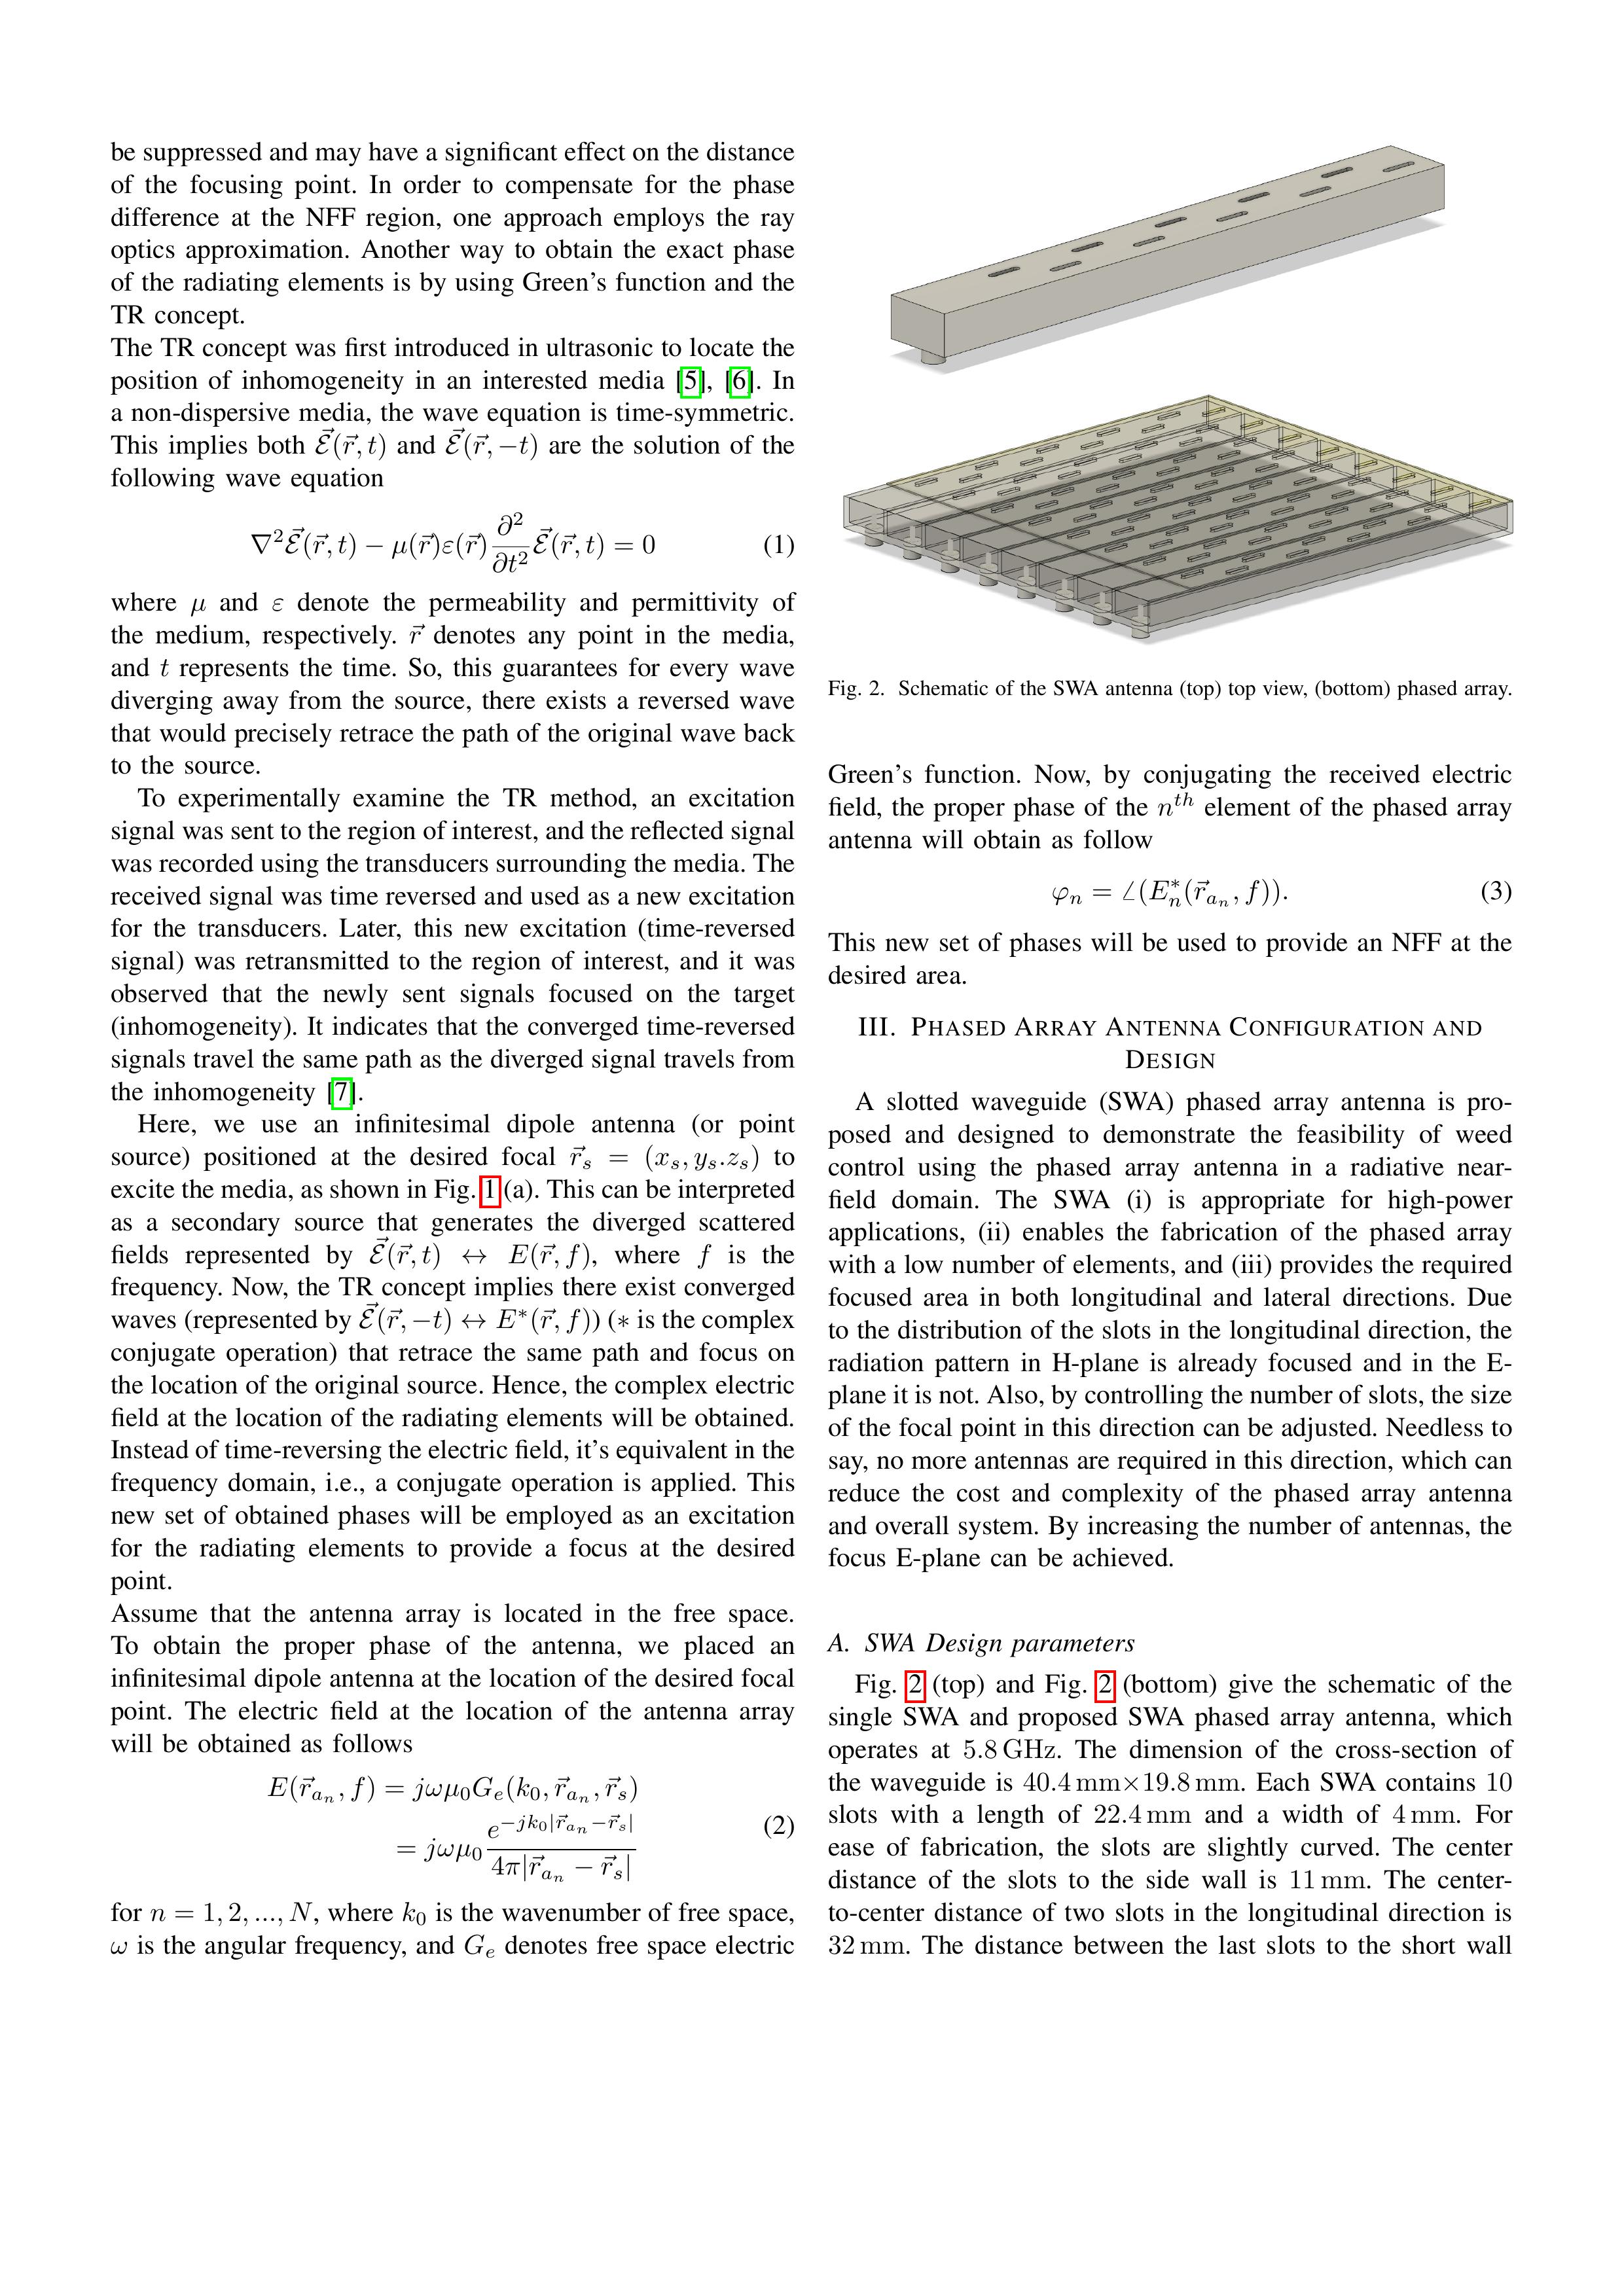 be suppressed and may have a significant effect on the distance
of the focusing point. In order to compensate for the phase
difference at the NFF region, one approach employs the ray
optics approximation. Another way to obtain the exact phase
of the radiating elements is by using Green's function and the
TR concept.
The TR concept was first introduced in ultrasonic to locate the
position of inhomogeneity in an interested media [5], [6]. In
a non-dispersive media, the wave equation is time-symmetric.
This implies both $\vec{\mathcal{E}}(\vec{r}, t)$ and $\vec{\mathcal{E}}(\vec{r}, -t)$ are the solution of the
following wave equation
$\nabla^2 \vec{\mathcal{E}}(\vec{r}, t) - \mu(\vec{r})\varepsilon(\vec{r}) \frac{\partial^2}{\partial t^2} \vec{\mathcal{E}}(\vec{r}, t) = 0$ (1)
where $\mu$ and $\varepsilon$ denote the permeability and permittivity of
the medium, respectively. $\vec{r}$ denotes any point in the media,
and $t$ represents the time. So, this guarantees for every wave
diverging away from the source, there exists a reversed wave
that would precisely retrace the path of the original wave back
to the source.
To experimentally examine the TR method, an excitation
signal was sent to the region of interest, and the reflected signal
was recorded using the transducers surrounding the media. The
received signal was time reversed and used as a new excitation
for the transducers. Later, this new excitation (time-reversed
signal) was retransmitted to the region of interest, and it was
observed that the newly sent signals focused on the target
(inhomogeneity). It indicates that the converged time-reversed
signals travel the same path as the diverged signal travels from
the inhomogeneity [7].
Here, we use an infinitesimal dipole antenna (or point
source) positioned at the desired focal $\vec{r}_s = (x_s, y_s.z_s)$ to
excite the media, as shown in Fig. 1 (a). This can be interpreted
as a secondary source that generates the diverged scattered
fields represented by $\vec{\mathcal{E}}(\vec{r}, t) \leftrightarrow E(\vec{r}, f)$, where $f$ is the
frequency. Now, the TR concept implies there exist converged
waves (represented by $\vec{\mathcal{E}}(\vec{r}, -t) \leftrightarrow E^*(\vec{r}, f)$) ($*$ is the complex
conjugate operation) that retrace the same path and focus on
the location of the original source. Hence, the complex electric
field at the location of the radiating elements will be obtained.
Instead of time-reversing the electric field, it's equivalent in the
frequency domain, i.e., a conjugate operation is applied. This
new set of obtained phases will be employed as an excitation
for the radiating elements to provide a focus at the desired
point.
Assume that the antenna array is located in the free space.
To obtain the proper phase of the antenna, we placed an
infinitesimal dipole antenna at the location of the desired focal
point. The electric field at the location of the antenna array
will be obtained as follows
$E(\vec{r}_{a_n}, f) = j\omega\mu_0 G_e(k_0, \vec{r}_{a_n}, \vec{r}_s)$
$= j\omega\mu_0 \frac{e^{-jk_0|\vec{r}_{a_n} - \vec{r}_s|}}{4\pi|\vec{r}_{a_n} - \vec{r}_s|}$ (2)
for $n = 1, 2, ..., N$, where $k_0$ is the wavenumber of free space,
$\omega$ is the angular frequency, and $G_e$ denotes free space electric
Fig. 2. Schematic of the SWA antenna (top) top view, (bottom) phased array.
Green's function. Now, by conjugating the received electric
field, the proper phase of the $n^{th}$ element of the phased array
antenna will obtain as follow
$\varphi_n = \angle(E_n^*(\vec{r}_{a_n}, f)).$ (3)
This new set of phases will be used to provide an NFF at the
desired area.
III. PHASED ARRAY ANTENNA CONFIGURATION AND
DESIGN
A slotted waveguide (SWA) phased array antenna is pro-
posed and designed to demonstrate the feasibility of weed
control using the phased array antenna in a radiative near-
field domain. The SWA (i) is appropriate for high-power
applications, (ii) enables the fabrication of the phased array
with a low number of elements, and (iii) provides the required
focused area in both longitudinal and lateral directions. Due
to the distribution of the slots in the longitudinal direction, the
radiation pattern in H-plane is already focused and in the E-
plane it is not. Also, by controlling the number of slots, the size
of the focal point in this direction can be adjusted. Needless to
say, no more antennas are required in this direction, which can
reduce the cost and complexity of the phased array antenna
and overall system. By increasing the number of antennas, the
focus E-plane can be achieved.
A. SWA Design parameters
Fig. 2 (top) and Fig. 2 (bottom) give the schematic of the
single SWA and proposed SWA phased array antenna, which
operates at 5.8 GHz. The dimension of the cross-section of
the waveguide is 40.4 mm×19.8 mm. Each SWA contains 10
slots with a length of 22.4 mm and a width of 4 mm. For
ease of fabrication, the slots are slightly curved. The center
distance of the slots to the side wall is 11 mm. The center-
to-center distance of two slots in the longitudinal direction is
32 mm. The distance between the last slots to the short wall